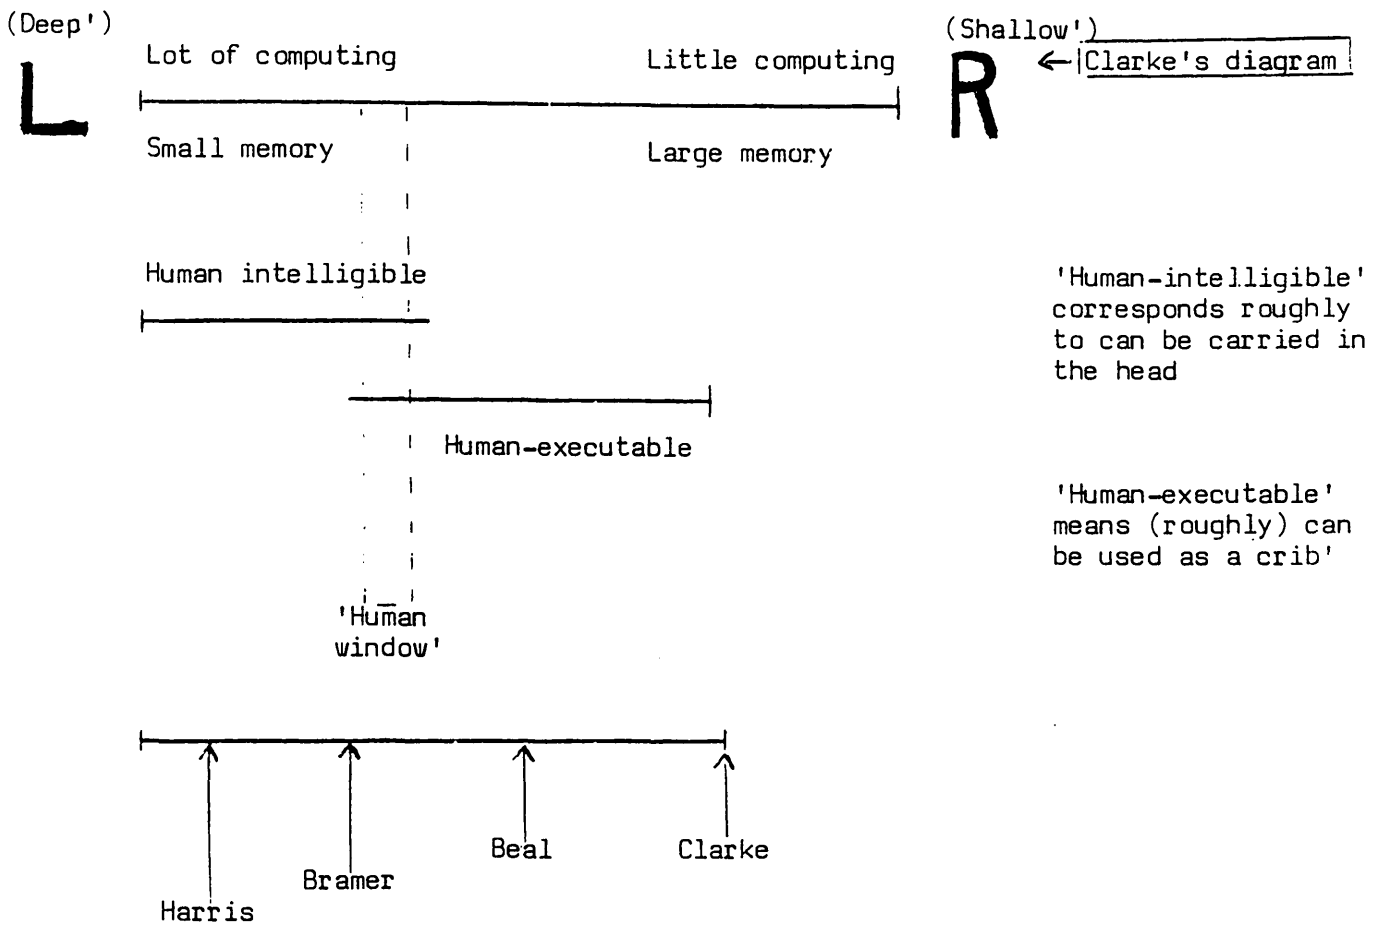 (Deep')
(Shallow')
L
Lot of computing
Little computing
R
←
Clarke's diagram
Small memory
Large memory
Human intelligible
'Human-intelligible'
corresponds roughly
to can be carried in
the head
Human-executable
'Human-executable'
means (roughly) can
be used as a crib'
'Human
window'
Harris
Bramer
Beal
Clarke